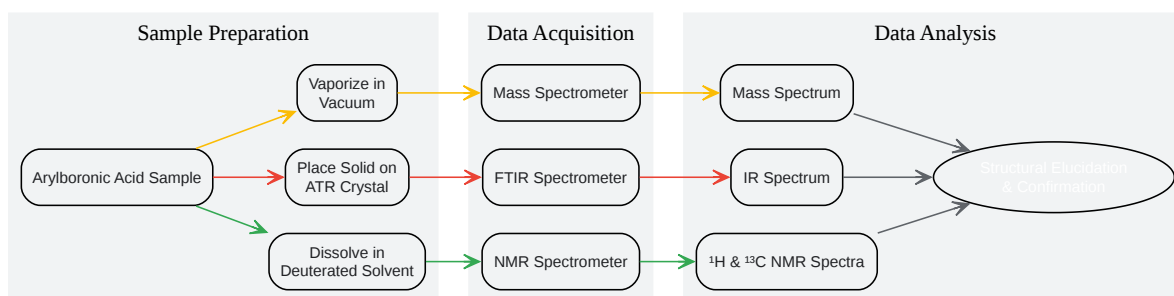 Sample Preparation
Data Acquisition
Data Analysis
Vaporize in
Vacuum
Mass Spectrometer
Mass Spectrum
Arylboronic Acid Sample
Place Solid on
ATR Crystal
FTIR Spectrometer
IR Spectrum
Structural Elucidation
& Confirmation
Dissolve in
Deuterated Solvent
NMR Spectrometer
¹H & ¹³C NMR Spectra